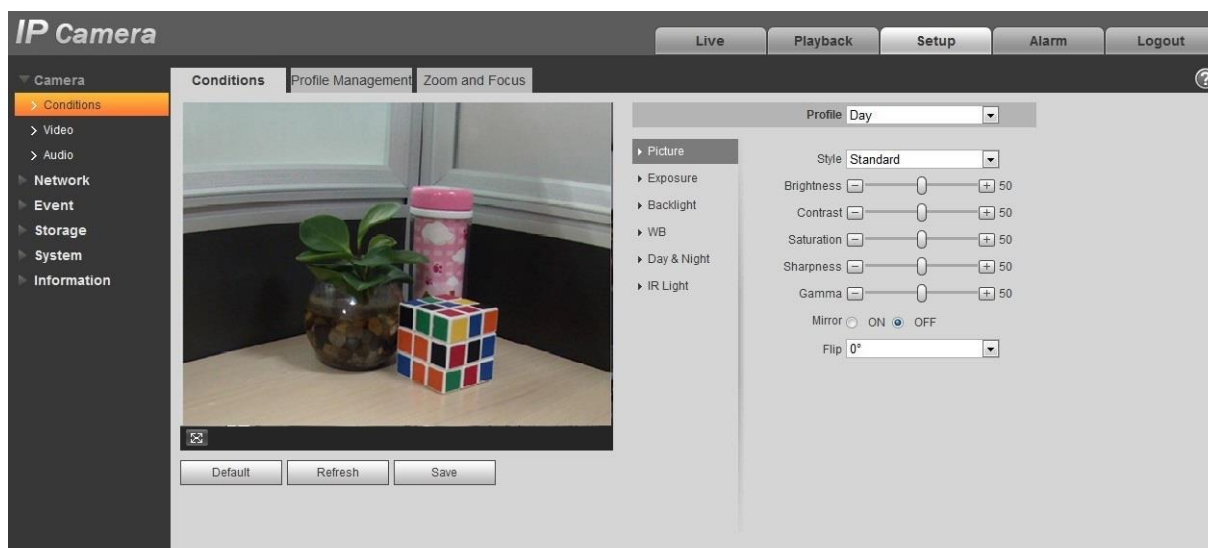 IP Camera
Live Playback Setup Alarm Logout
Camera
Conditions
Video
Audio
Network
Event
Storage
System
Information
Conditions Profile Management Zoom and Focus
?
Default Refresh Save
Profile Day
Picture
Exposure
Backlight
WB
Day & Night
IR Light
Style Standard
Brightness 50
Contrast 50
Saturation 50
Sharpness 50
Gamma 50
Mirror ON OFF
Flip 0°